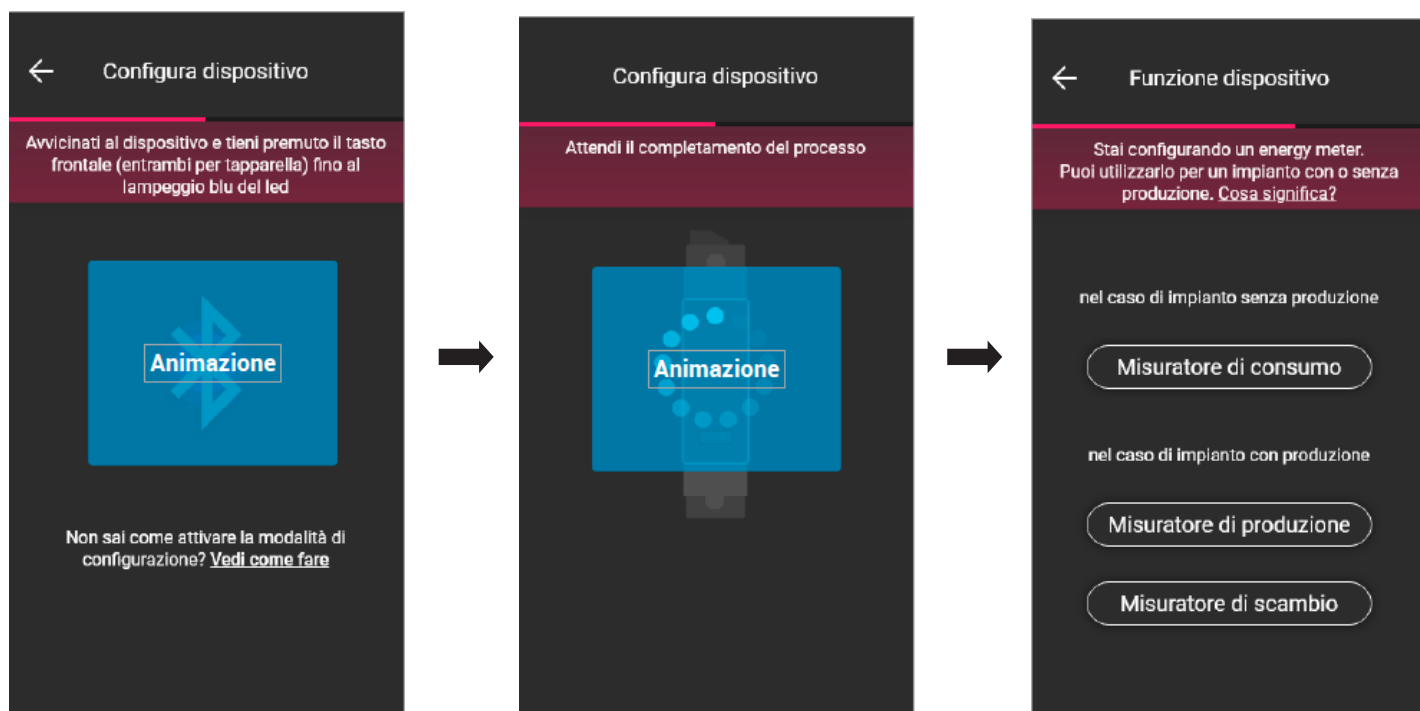 Configura dispositivo
Avvicinati al dispositivo e tieni premuto il tasto
frontale (entrambi per tapparella) fino al
lampeggio blu del led
Animazione
Non sai come attivare la modalità di
configurazione? Vedi come fare
Configura dispositivo
Attendi il completamento del processo
Animazione
Funzione dispositivo
Stai configurando un energy meter.
Puoi utilizzarlo per un impianto con o senza
produzione. Cosa significa?
nel caso di impianto senza produzione
Misuratore di consumo
nel caso di impianto con produzione
Misuratore di produzione
Misuratore di scambio